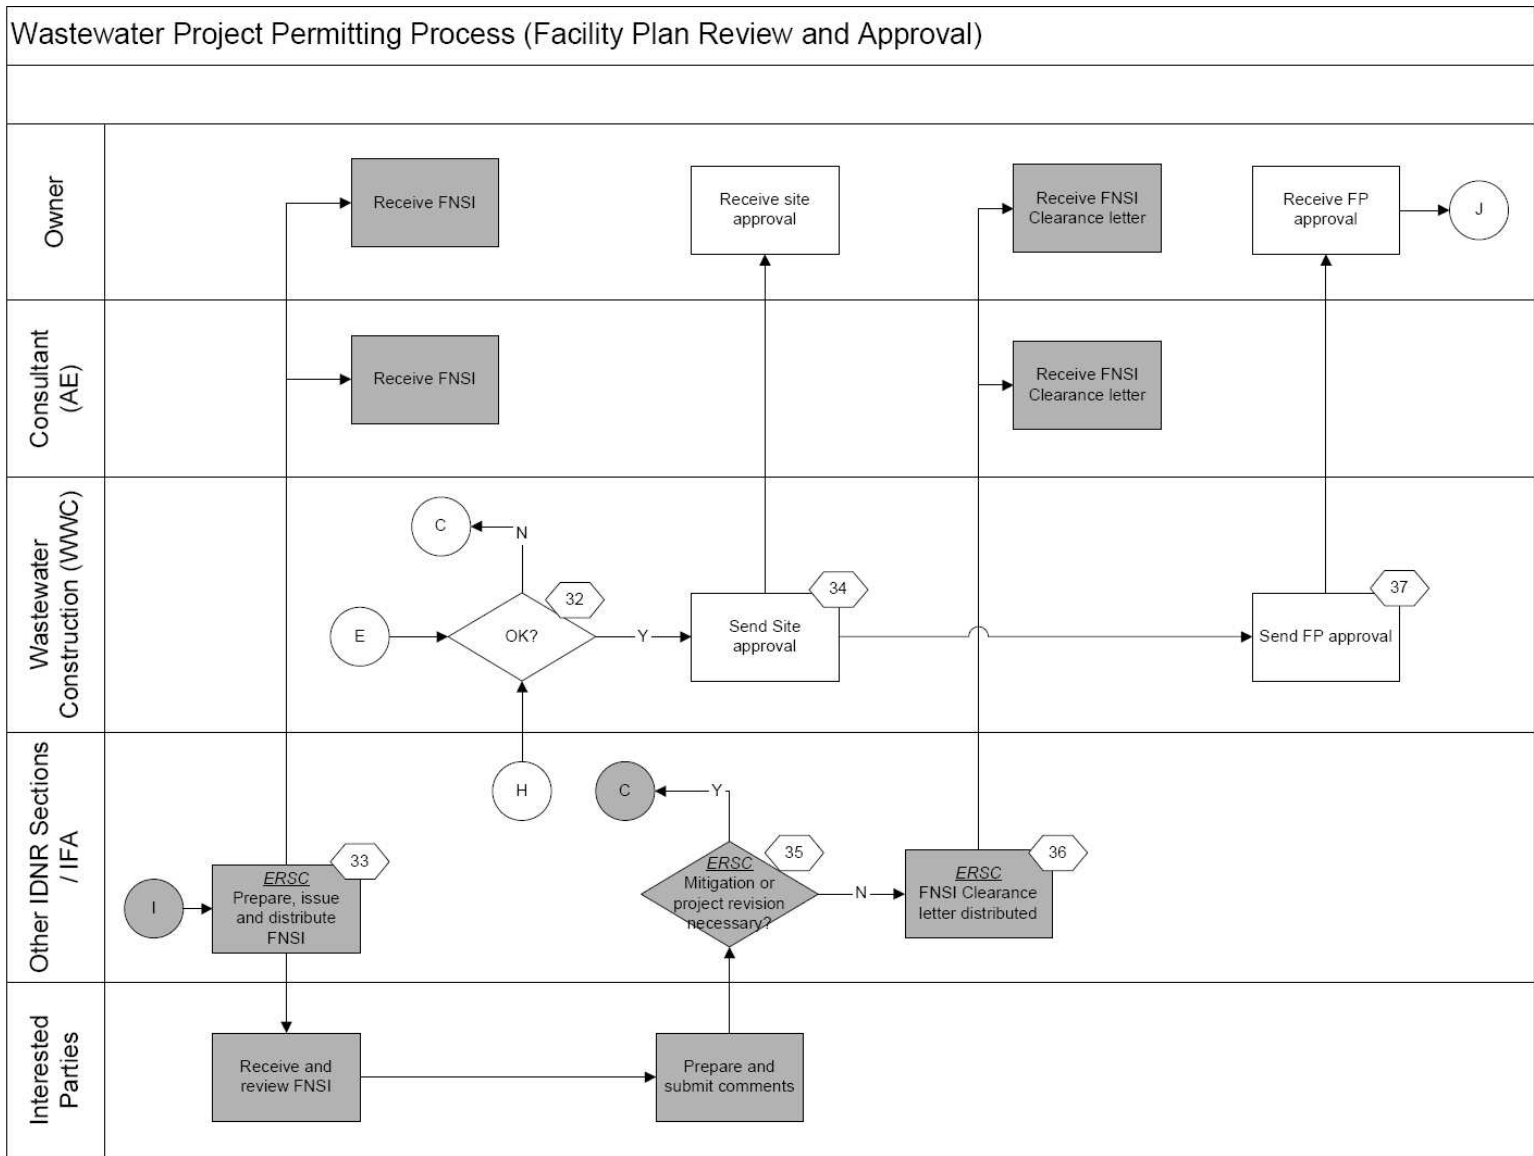 Wastewater Project Permitting Process (Facility Plan Review and Approval)
Owner
Receive FNSI
Receive site
approval
Receive FNSI
Clearance letter
Receive FP
approval
J
Consultant
(AE)
Receive FNSI
Receive FNSI
Clearance letter
Wastewater
Construction (WWC)
C
N
32
E
OK?
Y
34
Send Site
approval
37
Send FP approval
Other IDNR Sections
/ IFA
H
C
Y
I
33
ERSC
Prepare, issue
and distribute
FNSI
35
ERSC
Mitigation or
project revision
necessary?
N
36
ERSC
FNSI Clearance
letter distributed
Interested
Parties
Receive and
review FNSI
Prepare and
submit comments